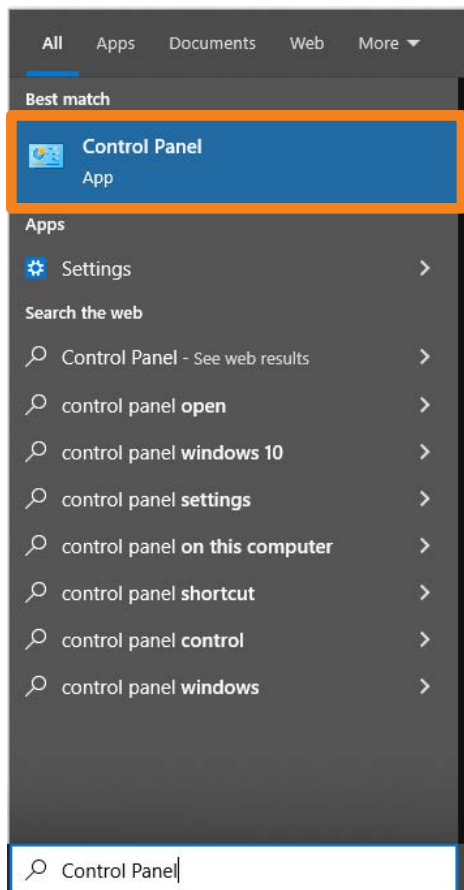 All Apps Documents Web More
Best match
Control Panel
App
Apps
Settings
Search the web
Control Panel - See web results
control panel open
control panel windows 10
control panel settings
control panel on this computer
control panel shortcut
control panel control
control panel windows
Control Panel